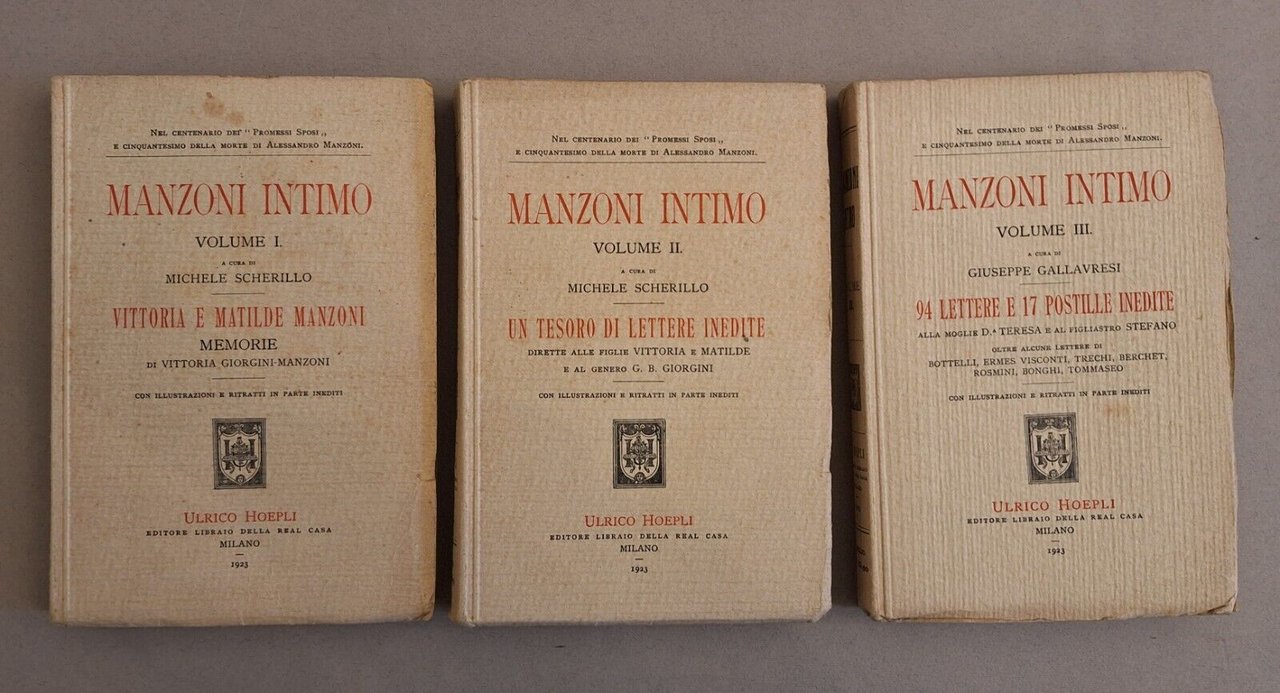 Nel centenario dei "Promessi Sposi„
e cinquantesimo della morte di Alessandro Manzoni.
MANZONI INTIMO
VOLUME I.
A CURA DI
MICHELE SCHERILLO
VITTORIA E MATILDE MANZONI
MEMORIE
DI VITTORIA GIORGINI-MANZONI
CON ILLUSTRAZIONI E RITRATTI IN PARTE INEDITI
Ulrico Hoepli
EDITORE LIBRAIO DELLA REAL CASA
MILANO
1923
Nel centenario dei "Promessi Sposi„
e cinquantesimo della morte di Alessandro Manzoni.
MANZONI INTIMO
VOLUME II.
A CURA DI
MICHELE SCHERILLO
UN TESORO DI LETTERE INEDITE
DIRETTE ALLE FIGLIE VITTORIA E MATILDE
E AL GENERO G. B. GIORGINI
CON ILLUSTRAZIONI E RITRATTI IN PARTE INEDITI
Ulrico Hoepli
EDITORE LIBRAIO DELLA REAL CASA
MILANO
1923
Nel centenario dei "Promessi Sposi„
e cinquantesimo della morte di Alessandro Manzoni.
MANZONI INTIMO
VOLUME III.
A CURA DI
GIUSEPPE GALLAVRESI
94 LETTERE E 17 POSTILLE INEDITE
ALLA MOGLIE D.ª TERESA E AL FIGLIASTRO STEFANO
OLTRE ALCUNE LETTERE DI
BOTTELLI, ERMES VISCONTI, TRECHI, BERCHET,
ROSMINI, BONGHI, TOMMASEO
CON ILLUSTRAZIONI E RITRATTI IN PARTE INEDITI
Ulrico Hoepli
EDITORE LIBRAIO DELLA REAL CASA
MILANO
1923